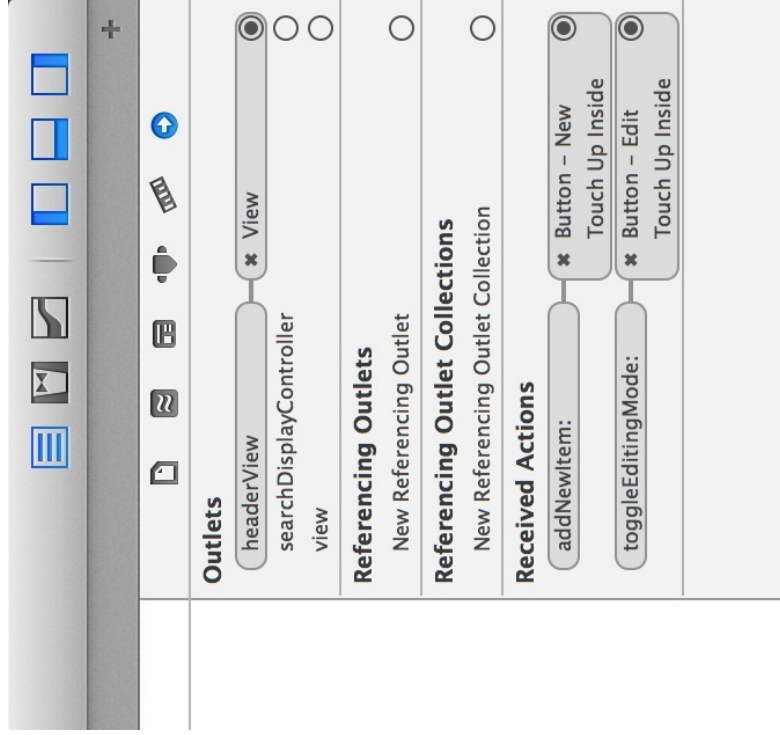 Outlets
headerView ✖ View
searchDisplayController
view
Referencing Outlets
New Referencing Outlet
Referencing Outlet Collections
New Referencing Outlet Collection
Received Actions
addNewItem: ✖ Button – New
Touch Up Inside
toggleEditingMode: ✖ Button – Edit
Touch Up Inside